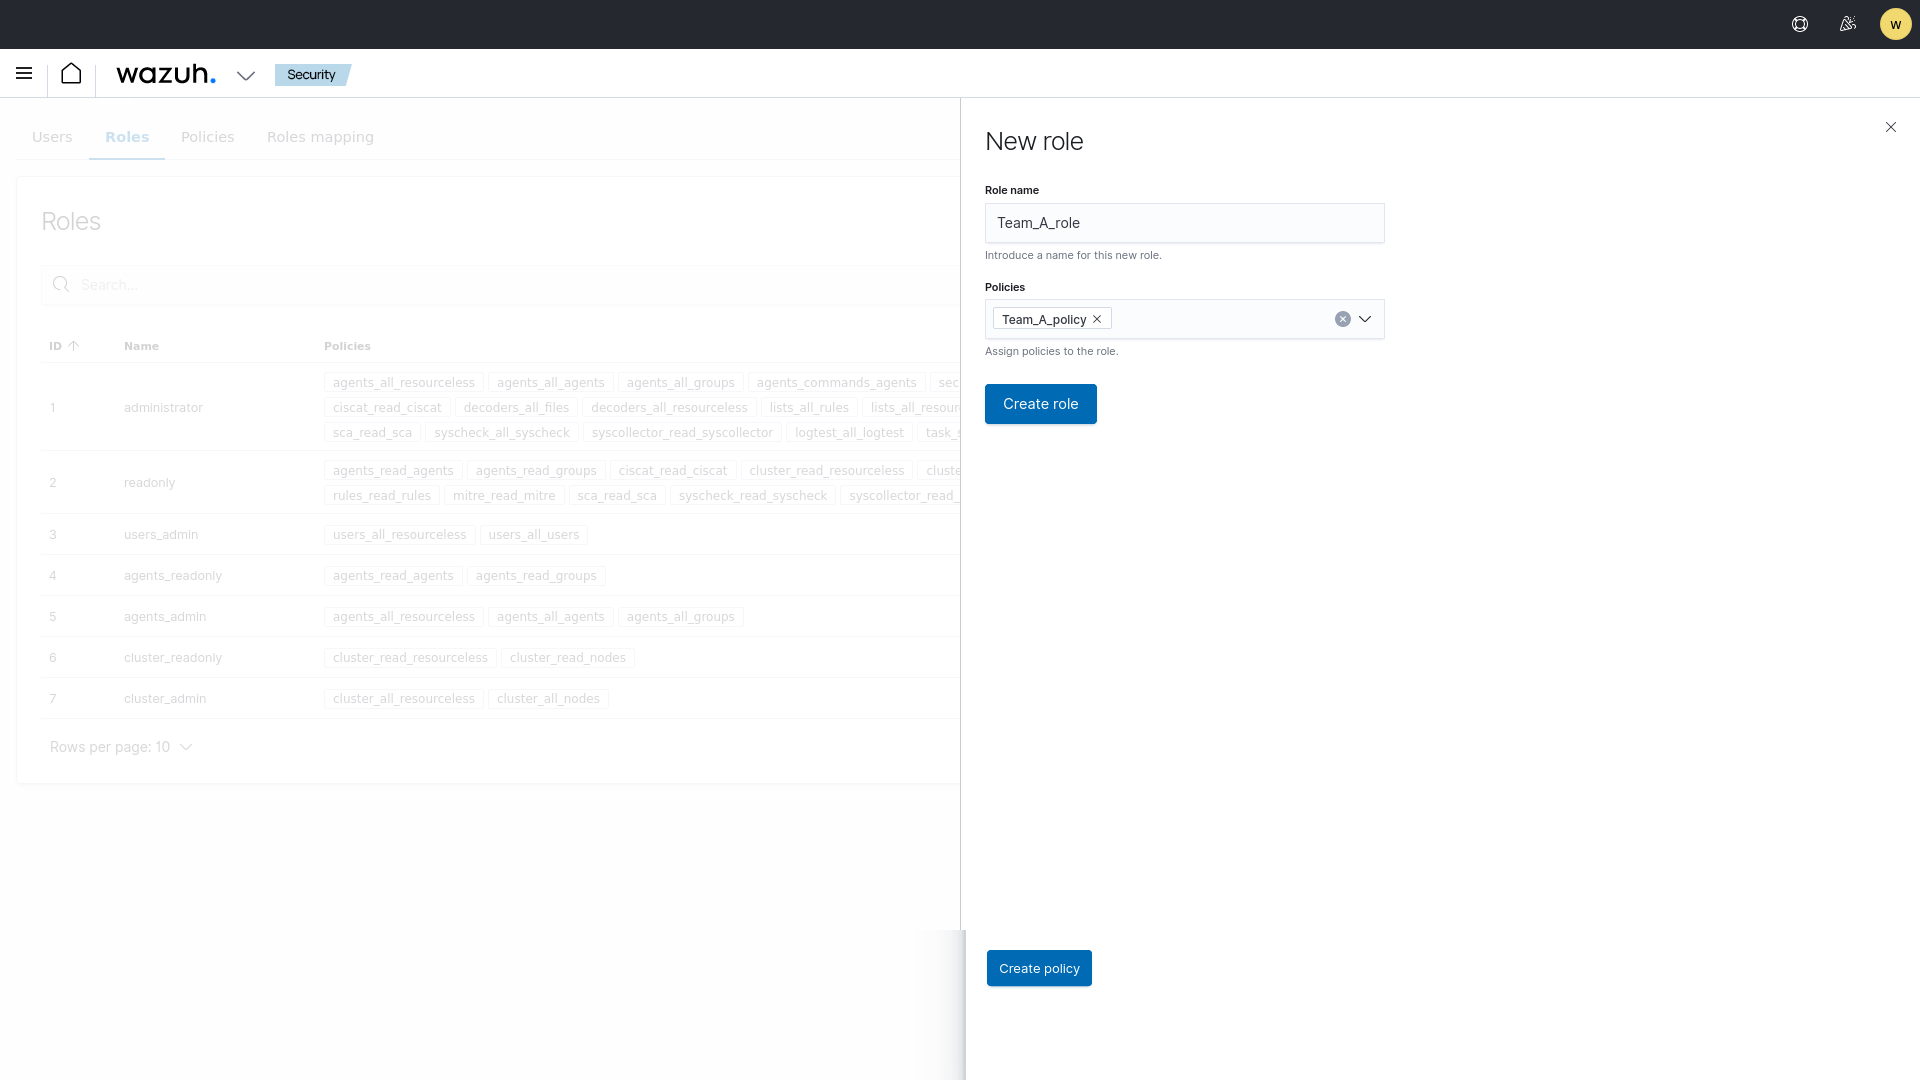 W
wazuh. Security
Users Roles Policies Roles mapping
Roles
Search...
ID Name Policies
1 administrator agents_all_resourceless agents_all_agents agents_all_groups agents_commands_agents sec
ciscat_read_ciscat decoders_all_files decoders_all_resourceless lists_all_rules lists_all_resour
sca_read_sca syscheck_all_syscheck syscollector_read_syscollector logtest_all_logtest task_s
2 readonly agents_read_agents agents_read_groups ciscat_read_ciscat cluster_read_resourceless cluste
rules_read_rules mitre_read_mitre sca_read_sca syscheck_read_syscheck syscollector_read_
3 users_admin users_all_resourceless users_all_users
4 agents_readonly agents_read_agents agents_read_groups
5 agents_admin agents_all_resourceless agents_all_agents agents_all_groups
6 cluster_readonly cluster_read_resourceless cluster_read_nodes
7 cluster_admin cluster_all_resourceless cluster_all_nodes
Rows per page: 10
New role
Role name
Team_A_role
Introduce a name for this new role.
Policies
Team_A_policy
Assign policies to the role.
Create role
Create policy